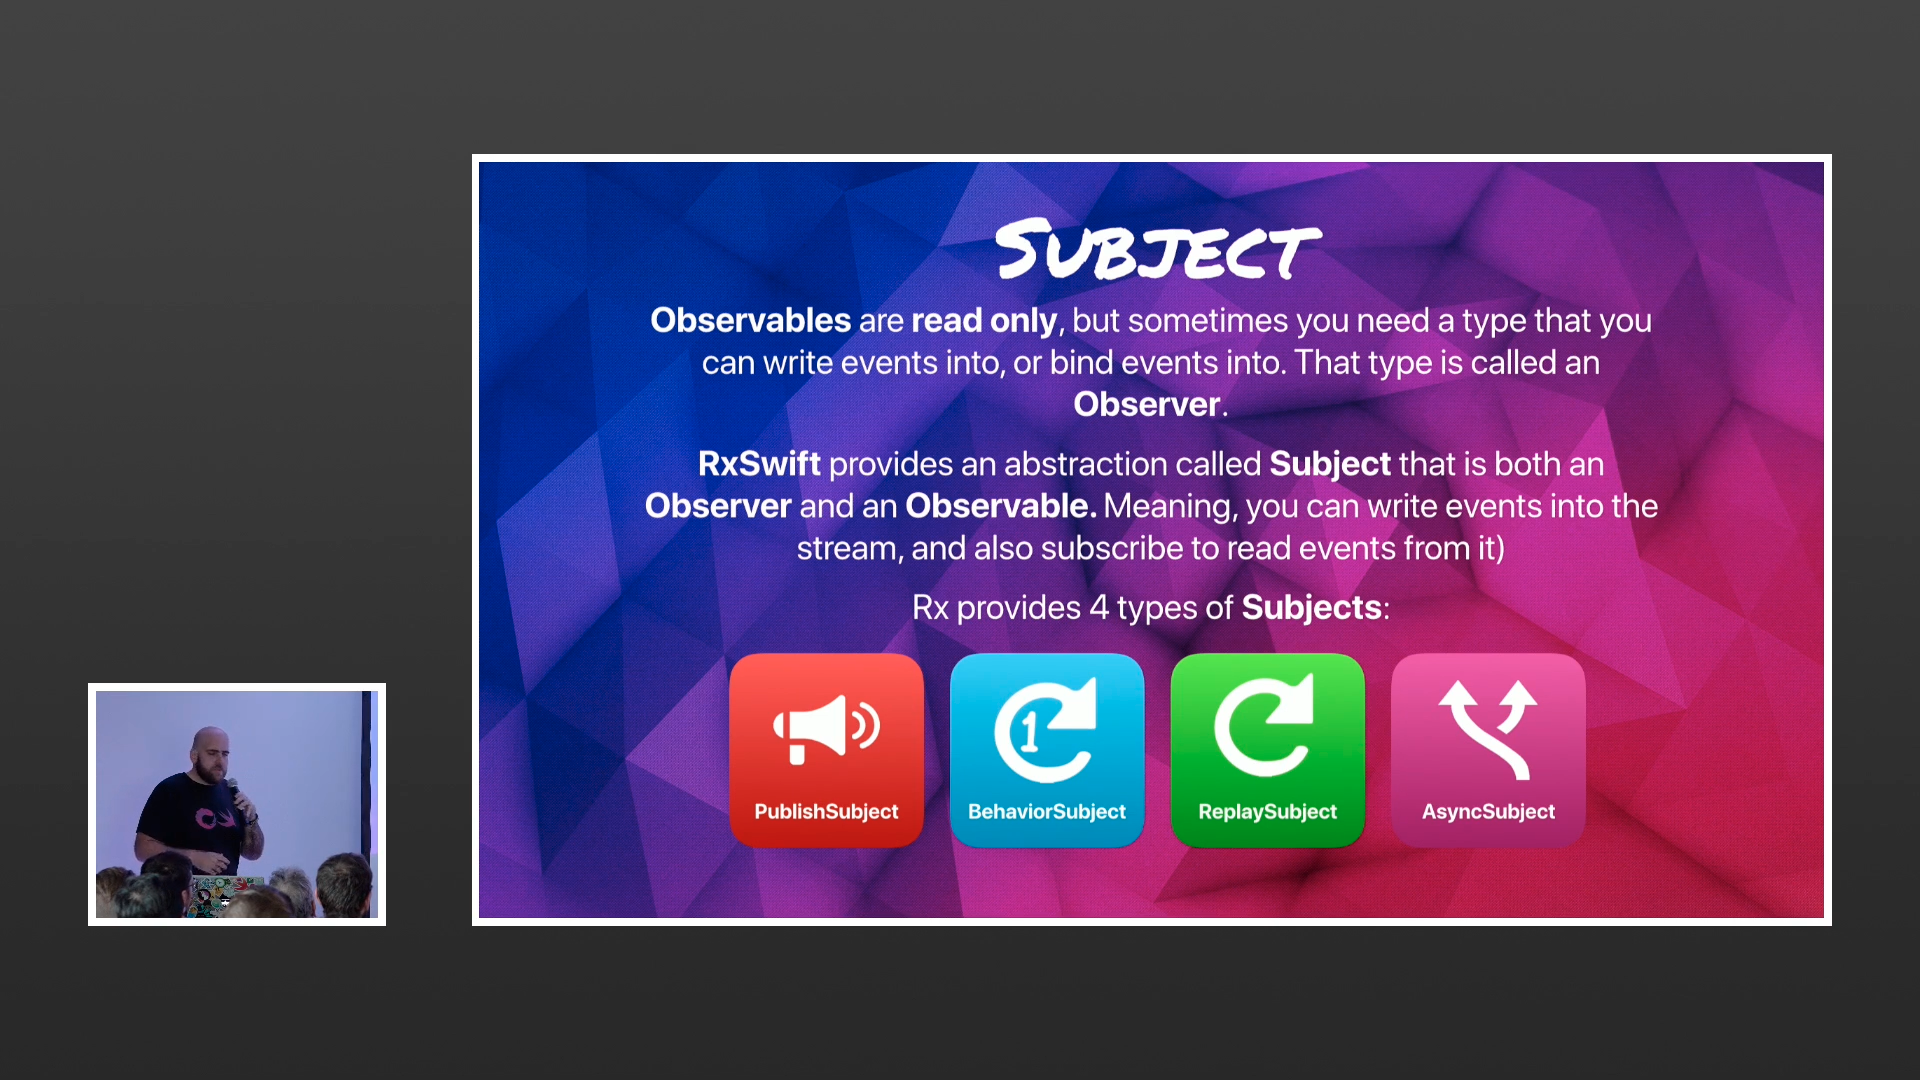 SUBJECT
Observables are read only, but sometimes you need a type that you
can write events into, or bind events into. That type is called an
Observer.
RxSwift provides an abstraction called Subject that is both an
Observer and an Observable. Meaning, you can write events into the
stream, and also subscribe to read events from it)
Rx provides 4 types of Subjects:
1
PublishSubject
BehaviorSubject
ReplaySubject
AsyncSubject